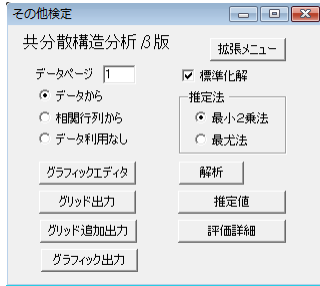 その他検定
共分散構造分析β版
拡張メニュー
データページ 1
標準化解
データから
相関行列から
データ利用なし
推定法
最小2乗法
最尤法
グラフィックエディタ
解析
グリッド出力
推定値
グリッド追加出力
評価詳細
グラフィック出力